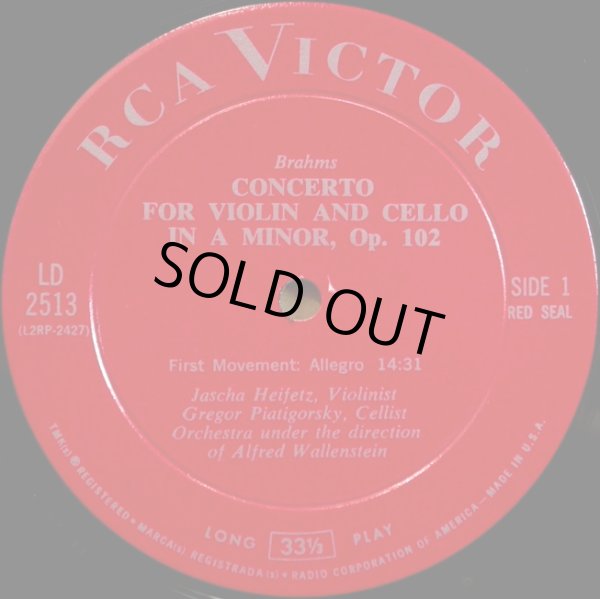 RCA VICTOR
Brahms
CONCERTO
FOR VIOLIN AND CELLO
IN A MINOR, Op. 102
LD
2513
(L2RP-2427)
SIDE 1
RED SEAL
SOLD OUT
First Movement: Allegro 14:31
Jascha Heifetz, Violinist
Gregor Piatigorsky, Cellist
Orchestra under the direction
of Alfred Wallenstein
LONG 33⅓ PLAY
TMK(s) ® REGISTERED • MARCA(s) REGISTRADA(s) • RADIO CORPORATION OF AMERICA—MADE IN U.S.A.